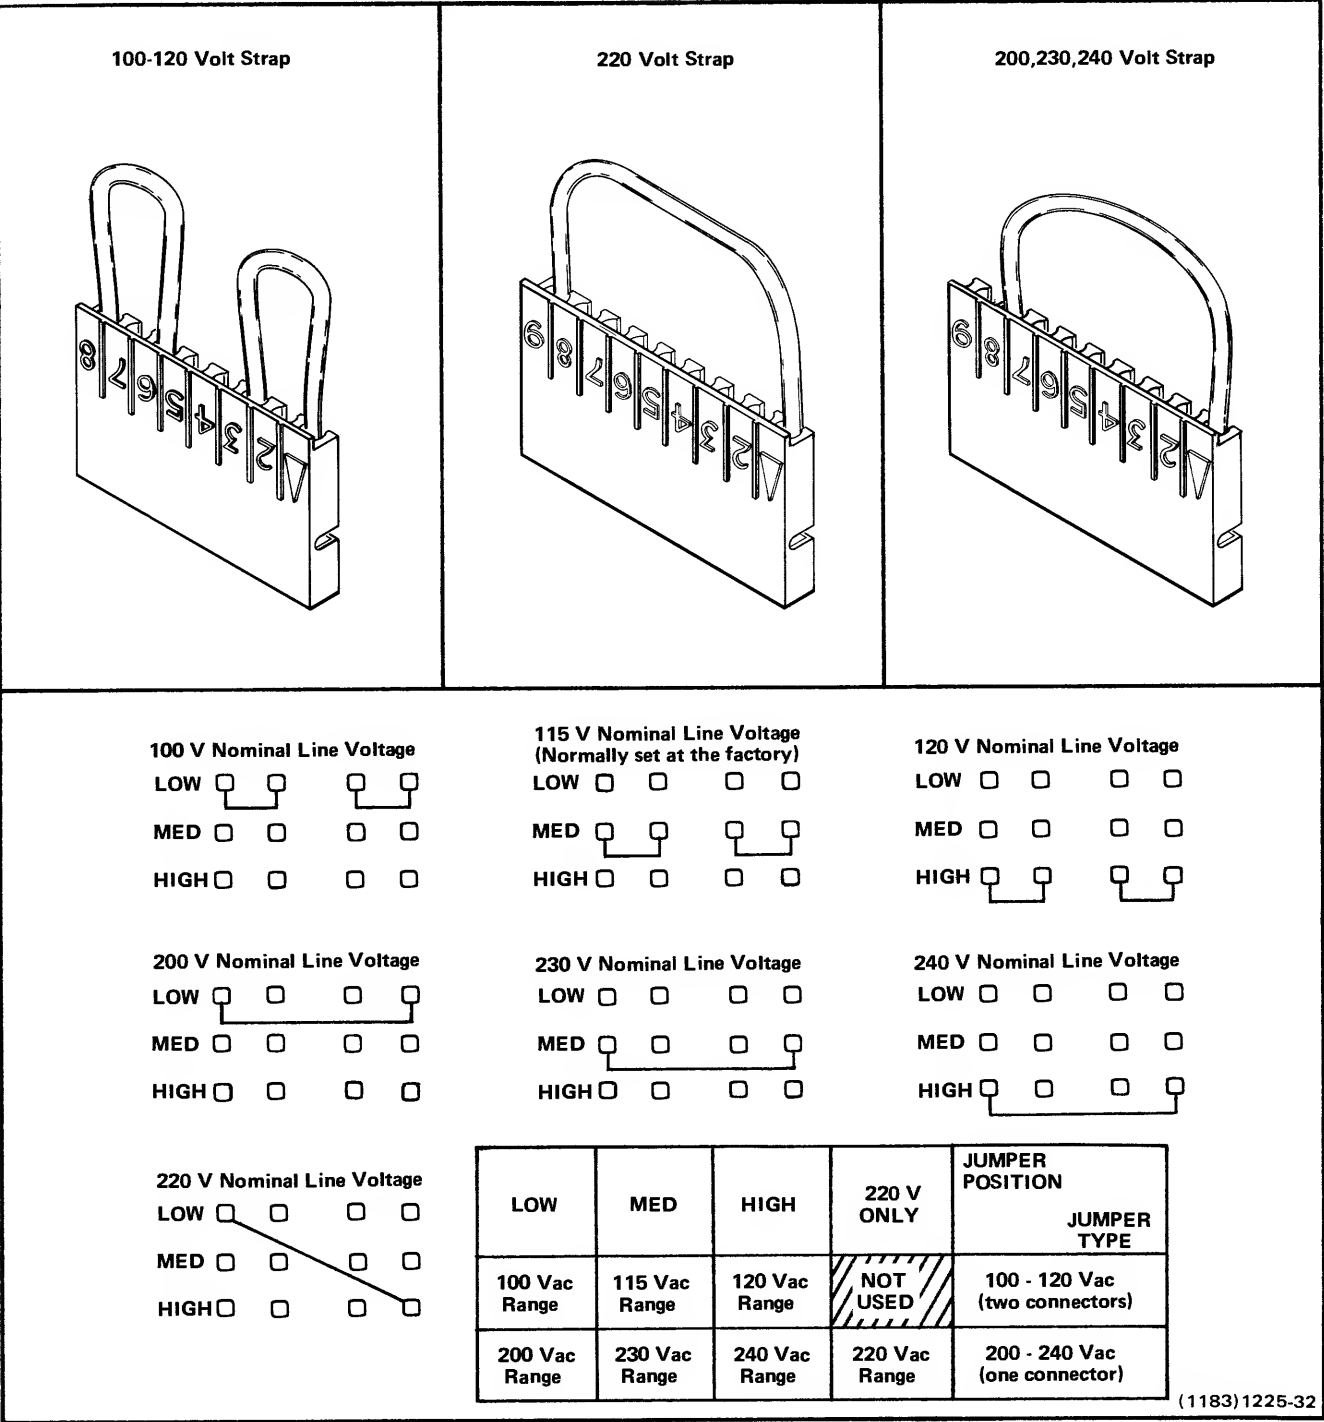 100-120 Volt Strap
220 Volt Strap
200,230,240 Volt Strap
8 7 6 5 4 3 2
9 8 7 6 5 4 3 2
9 8 7 6 5 4 3 2
100 V Nominal Line Voltage
LOW
MED
HIGH
115 V Nominal Line Voltage
(Normally set at the factory)
LOW
MED
HIGH
120 V Nominal Line Voltage
LOW
MED
HIGH
200 V Nominal Line Voltage
LOW
MED
HIGH
230 V Nominal Line Voltage
LOW
MED
HIGH
240 V Nominal Line Voltage
LOW
MED
HIGH
220 V Nominal Line Voltage
LOW
MED
HIGH
LOW
MED
HIGH
220 V
ONLY
JUMPER
POSITION
JUMPER
TYPE
100 Vac
Range
115 Vac
Range
120 Vac
Range
NOT
USED
100 - 120 Vac
(two connectors)
200 Vac
Range
230 Vac
Range
240 Vac
Range
220 Vac
Range
200 - 240 Vac
(one connector)
(1183)1225-32